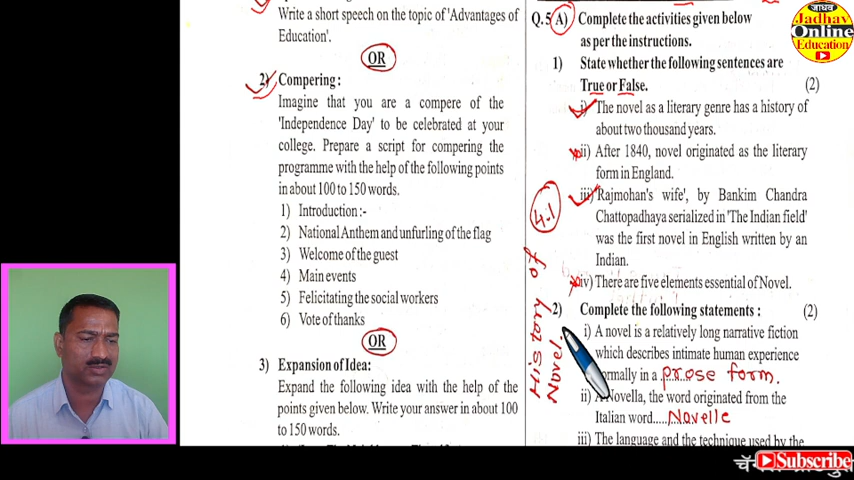 Write a short speech on the topic of 'Advantages of
Education'.
OR
2) Compering :
Imagine that you are a compere of the
'Independence Day' to be celebrated at your
college. Prepare a script for compering the
programme with the help of the following points
in about 100 to 150 words.
1) Introduction :-
2) National Anthem and unfurling of the flag
3) Welcome of the guest
4) Main events
5) Felicitating the social workers
6) Vote of thanks
OR
3) Expansion of Idea:
Expand the following idea with the help of the
points given below. Write your answer in about 100
to 150 words.
Q.5 A) Complete the activities given below
as per the instructions.
1) State whether the following sentences are
True or False. (2)
i) The novel as a literary genre has a history of
about two thousand years.
ii) After 1840, novel originated as the literary
form in England.
iii) 'Rajmohan's wife', by Bankim Chandra
Chattopadhaya serialized in 'The Indian field'
was the first novel in English written by an
Indian.
iv) There are five elements essential of Novel.
2) Complete the following statements : (2)
i) A novel is a relatively long narrative fiction
which describes intimate human experience
normally in a prose form.
ii) A Novella, the word originated from the
Italian word...... Novelle
iii) The language and the technique used by the
4.1
History of
Novel.
जाधव
Jadhav
Online
Education
Subscribe